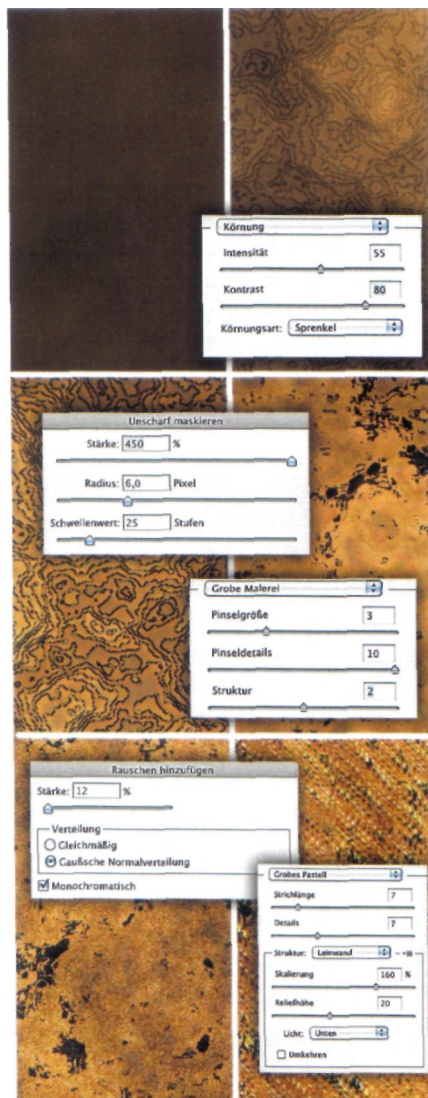 Körnung
Intensität 55
Kontrast 80
Körnungsart: Sprenkel
Unscharf maskieren
Stärke: 450 %
Radius: 6,0 Pixel
Schwellenwert: 25 Stufen
Grobe Malerei
Pinselgröße 3
Pinseldetails 10
Struktur 2
Rauschen hinzufügen
Stärke: 12 %
Verteilung
Gleichmäßig
Gaußsche Normalverteilung
Monochromatisch
Grobes Pastell
Strichlänge 7
Details 7
Struktur: Leinwand
Skalierung 160 %
Reliefhöhe 20
Licht: Unten
Umkehren